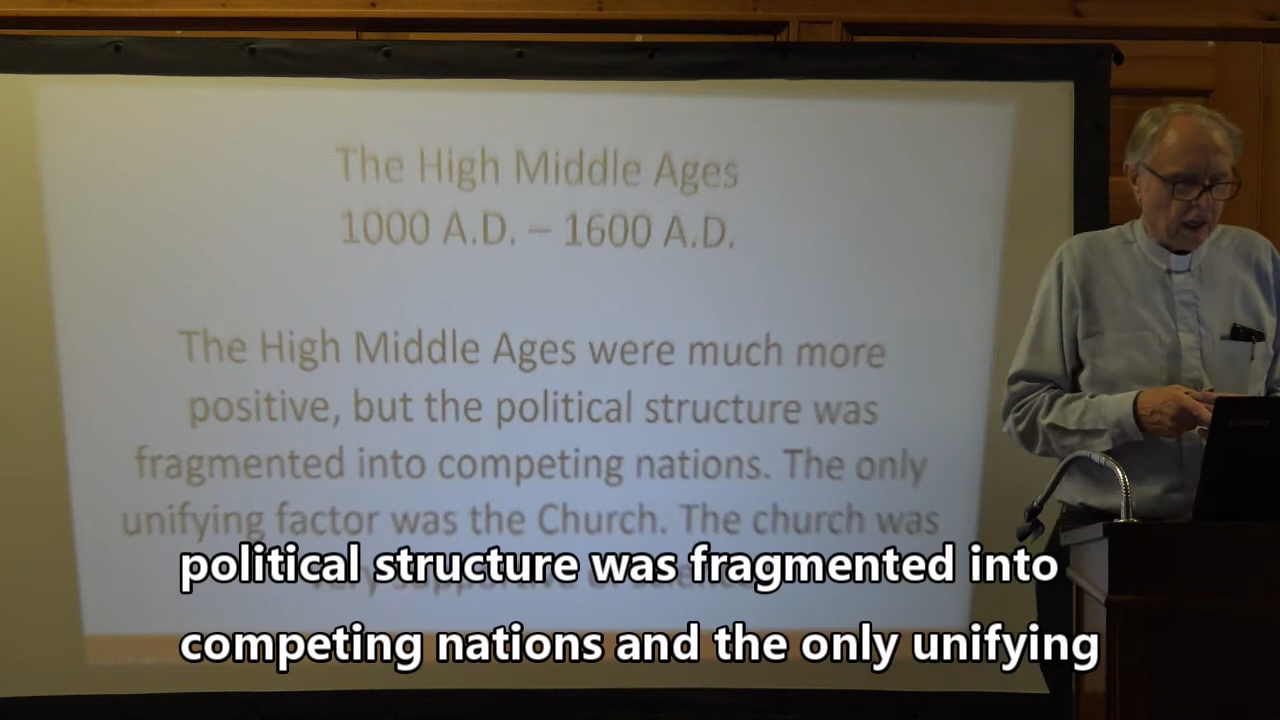 The High Middle Ages
1000 A.D. – 1600 A.D.
The High Middle Ages were much more
positive, but the political structure was
fragmented into competing nations. The only
unifying factor was the Church. The church was
political structure was fragmented into
competing nations and the only unifying